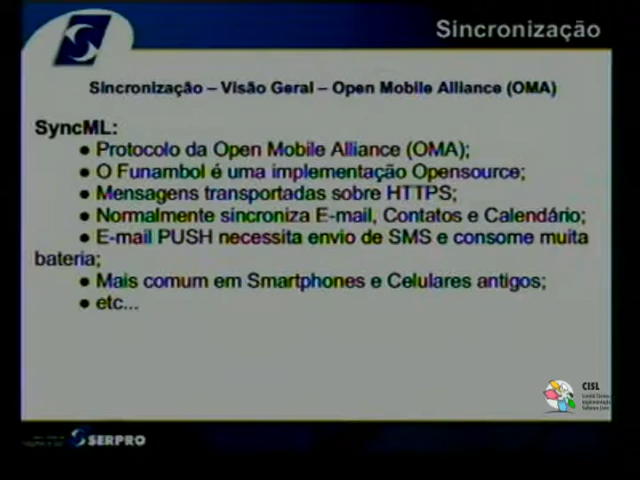 Sincronização
Sincronização – Visão Geral – Open Mobile Alliance (OMA)
SyncML:
● Protocolo da Open Mobile Alliance (OMA);
● O Funambol é uma implementação Opensource;
● Mensagens transportadas sobre HTTPS;
● Normalmente sincroniza E-mail, Contatos e Calendário;
● E-mail PUSH necessita envio de SMS e consome muita
bateria;
● Mais comum em Smartphones e Celulares antigos;
● etc...
CISL
SERPRO